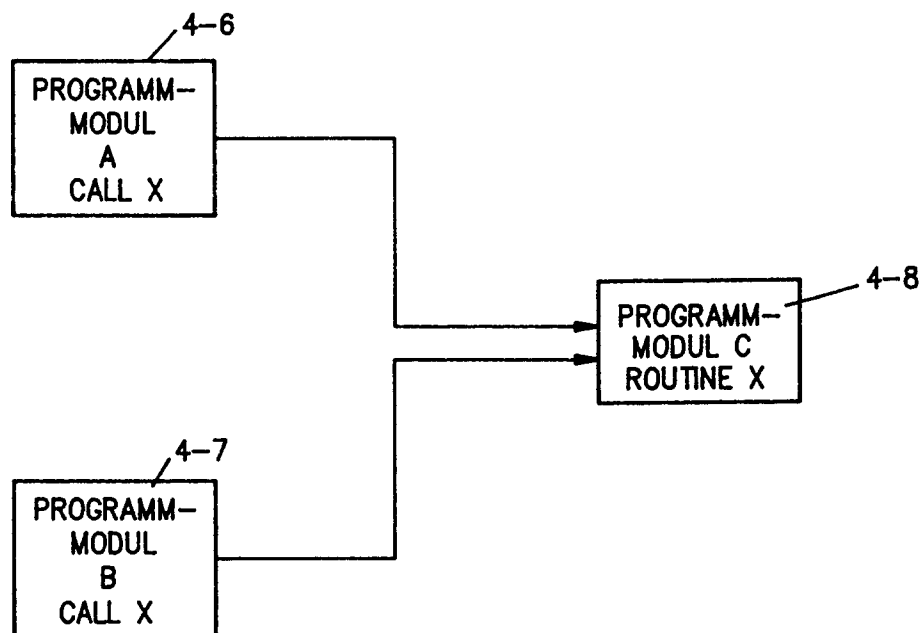 4-6
PROGRAMM-
MODUL
A
CALL X
4-8
PROGRAMM-
MODUL C
ROUTINE X
4-7
PROGRAMM-
MODUL
B
CALL X